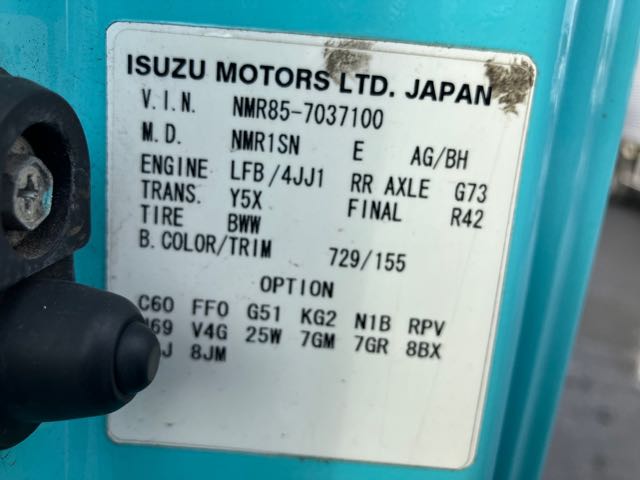 ISUZU MOTORS LTD. JAPAN
V.I.N. NMR85-7037100
M.D. NMR1SN E AG/BH
ENGINE LFB/4JJ1 RR AXLE G73
TRANS. Y5X FINAL R42
TIRE BWW
B.COLOR/TRIM 729/155
OPTION
C60 FF0 G51 KG2 N1B RPV
V4G 25W 7GM 7GR 8BX
8JM